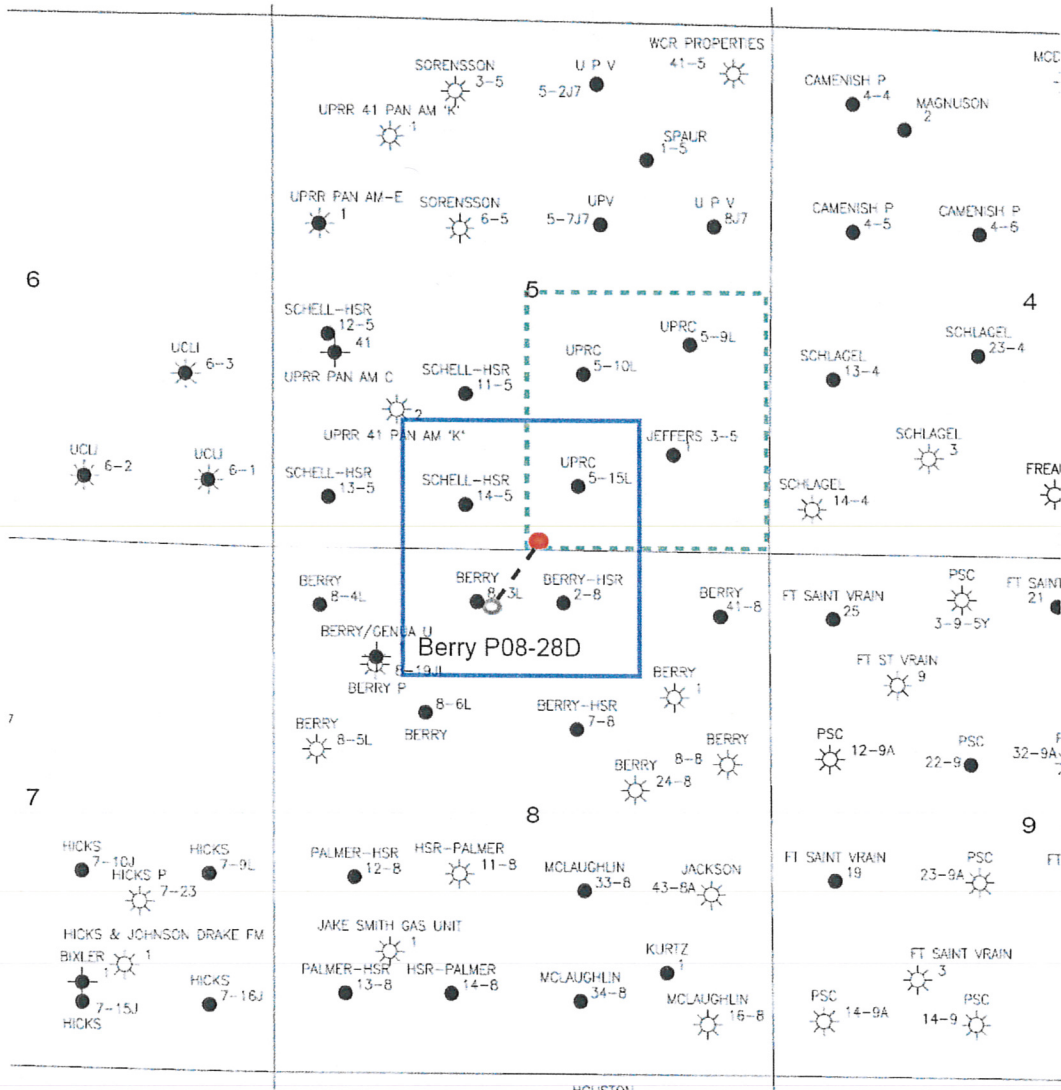 WCR PROPERTIES
41-5
SORENSSON
3-5
U P V
5-2J7
CAMENISH P
4-4
MAGNUSON
2
UPRR 41 PAN AM 'K'
1
SPAUR
1-5
UPRR PAN AM-E
1
SORENSSON
6-5
UPV
5-7J7
U P V
8J7
CAMENISH P
4-5
CAMENISH P
4-6
6
5
4
SCHELL-HSR
12-5
41
UPRR PAN AM C
UCLI
6-3
SCHELL-HSR
11-5
UPRC
5-10L
UPRC
5-9L
SCHLAGEL
13-4
SCHLAGEL
23-4
2
UPRR 41 PAN AM 'K'
JEFFERS 3-5
1
SCHLAGEL
3
UCLI
6-2
6-1
SCHELL-HSR
13-5
SCHELL-HSR
14-5
UPRC
5-15L
SCHLAGEL
14-4
BERRY
8-4L
BERRY
8-3L
BERRY-HSR
2-8
BERRY
41-8
FT SAINT VRAIN
25
PSC
3-9-5Y
FT SAINT
21
BERRY/GENUA U
8-19JL
BERRY P
Berry P08-28D
BERRY
1
FT ST VRAIN
9
7
BERRY
8-5L
8-6L
BERRY
BERRY-HSR
7-8
BERRY
24-8
8-8
BERRY
PSC
12-9A
PSC
22-9
32-9A
7
8
9
HICKS
7-10J
HICKS P
7-23
HICKS
7-9L
PALMER-HSR
12-8
HSR-PALMER
11-8
MCLAUGHLIN
33-8
JACKSON
43-8A
FT SAINT VRAIN
19
PSC
23-9A
FT
HICKS & JOHNSON DRAKE FM
1
BIXLER
1
7-15J
HICKS
HICKS
7-16J
JAKE SMITH GAS UNIT
1
PALMER-HSR
13-8
HSR-PALMER
14-8
MCLAUGHLIN
34-8
KURTZ
1
MCLAUGHLIN
16-8
FT SAINT VRAIN
3
PSC
14-9A
PSC
14-9